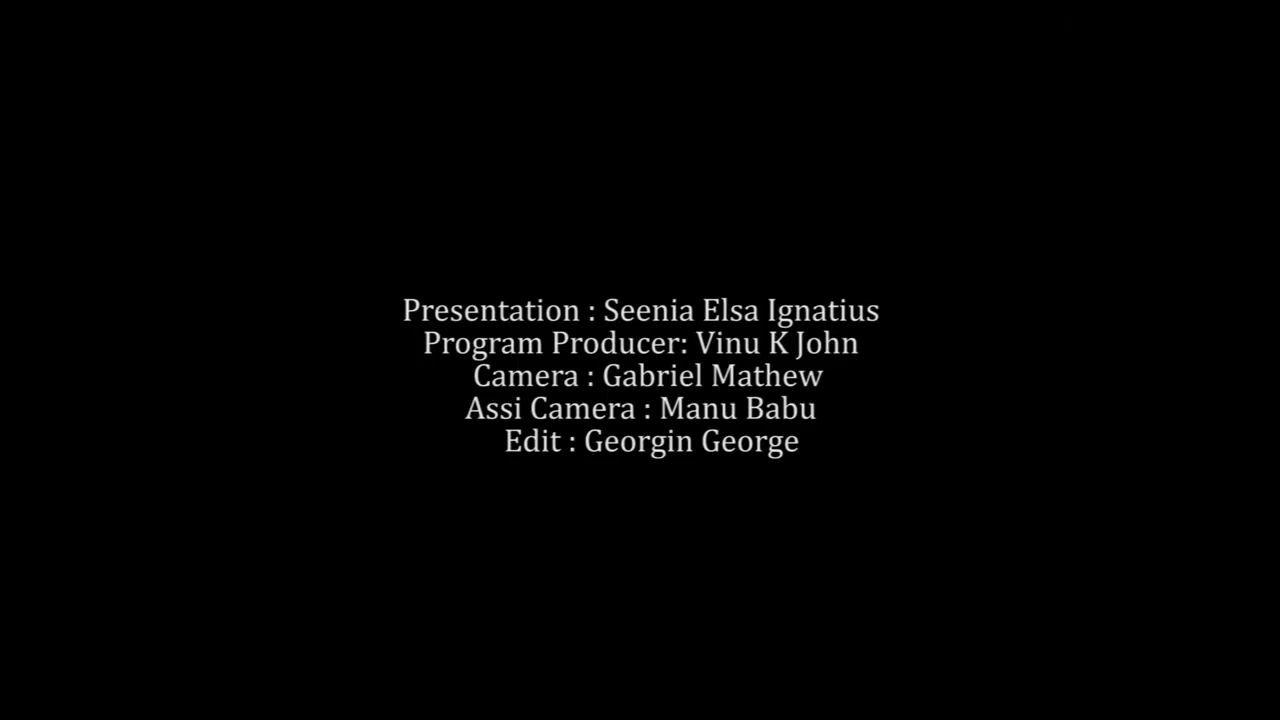 Presentation : Seenia Elsa Ignatius
Program Producer: Vinu K John
Camera : Gabriel Mathew
Assi Camera : Manu Babu
Edit : Georgin George